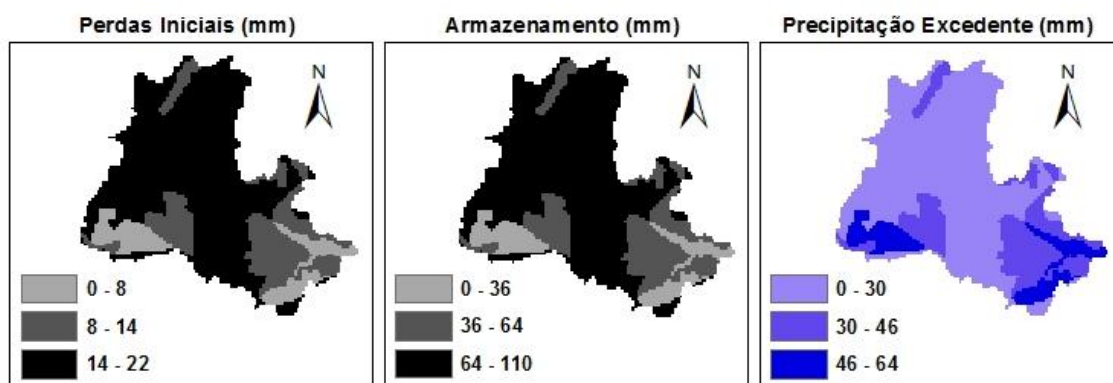 Perdas Iniciais (mm)
N
0 - 8
8 - 14
14 - 22
Armazenamento (mm)
N
0 - 36
36 - 64
64 - 110
Precipitação Excedente (mm)
N
0 - 30
30 - 46
46 - 64